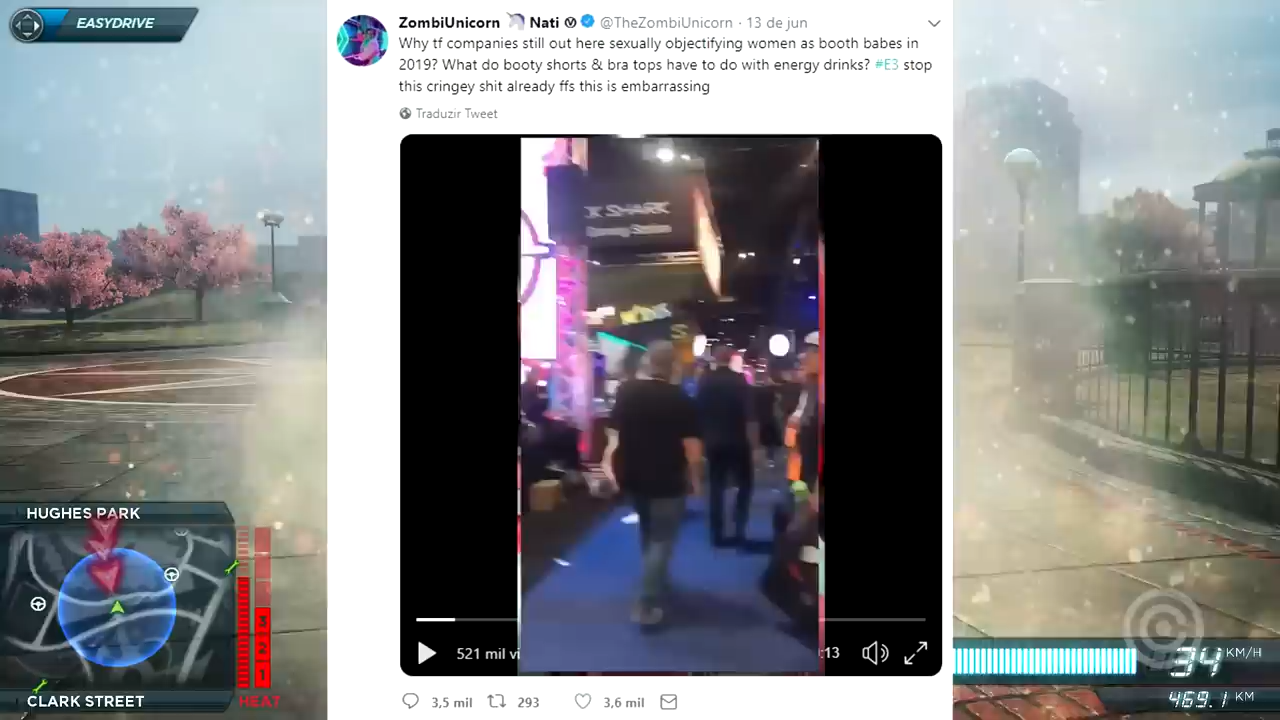 EASYDRIVE
ZombiUnicorn Nati @TheZombiUnicorn · 13 de jun
Why tf companies still out here sexually objectifying women as booth babes in
2019? What do booty shorts & bra tops have to do with energy drinks? #E3 stop
this cringey shit already ffs this is embarrassing
Traduzir Tweet
521 mil vi
:13
3,5 mil 293 3,6 mil
HUGHES PARK
3
2
1
CLARK STREET
HEAT
34 KM/H
469.1 KM